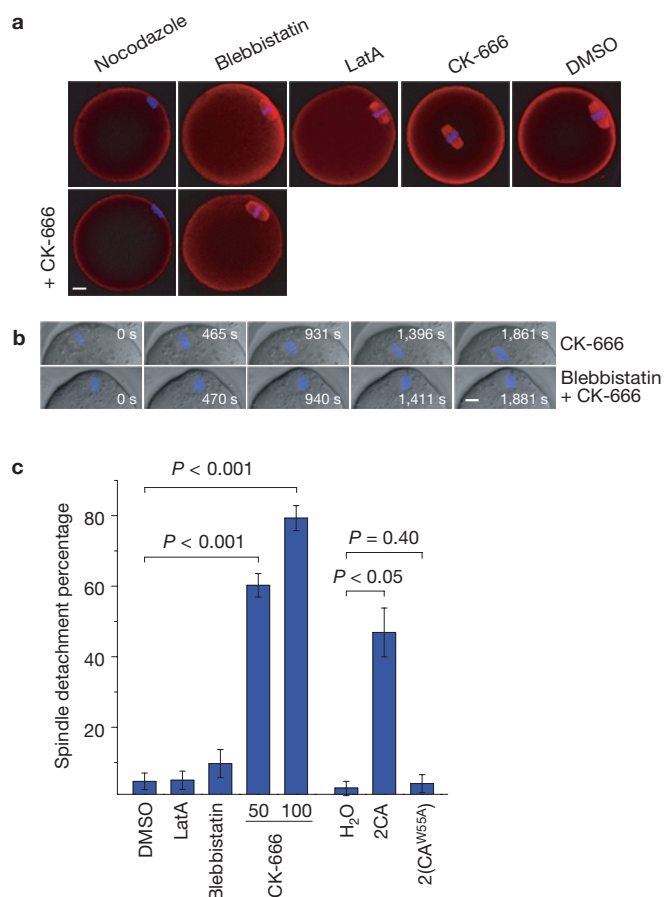 a
Nocodazole
Blebbistatin
LatA
CK-666
DMSO
+ CK-666
b
0 s
465 s
931 s
1,396 s
1,861 s
CK-666
0 s
470 s
940 s
1,411 s
1,881 s
Blebbistatin
+ CK-666
c
P < 0.001
P < 0.001
P = 0.40
P < 0.05
Spindle detachment percentage
80
60
40
20
DMSO
LatA
Blebbistatin
50
100
CK-666
H₂O
2CA
2(CA^W55A)